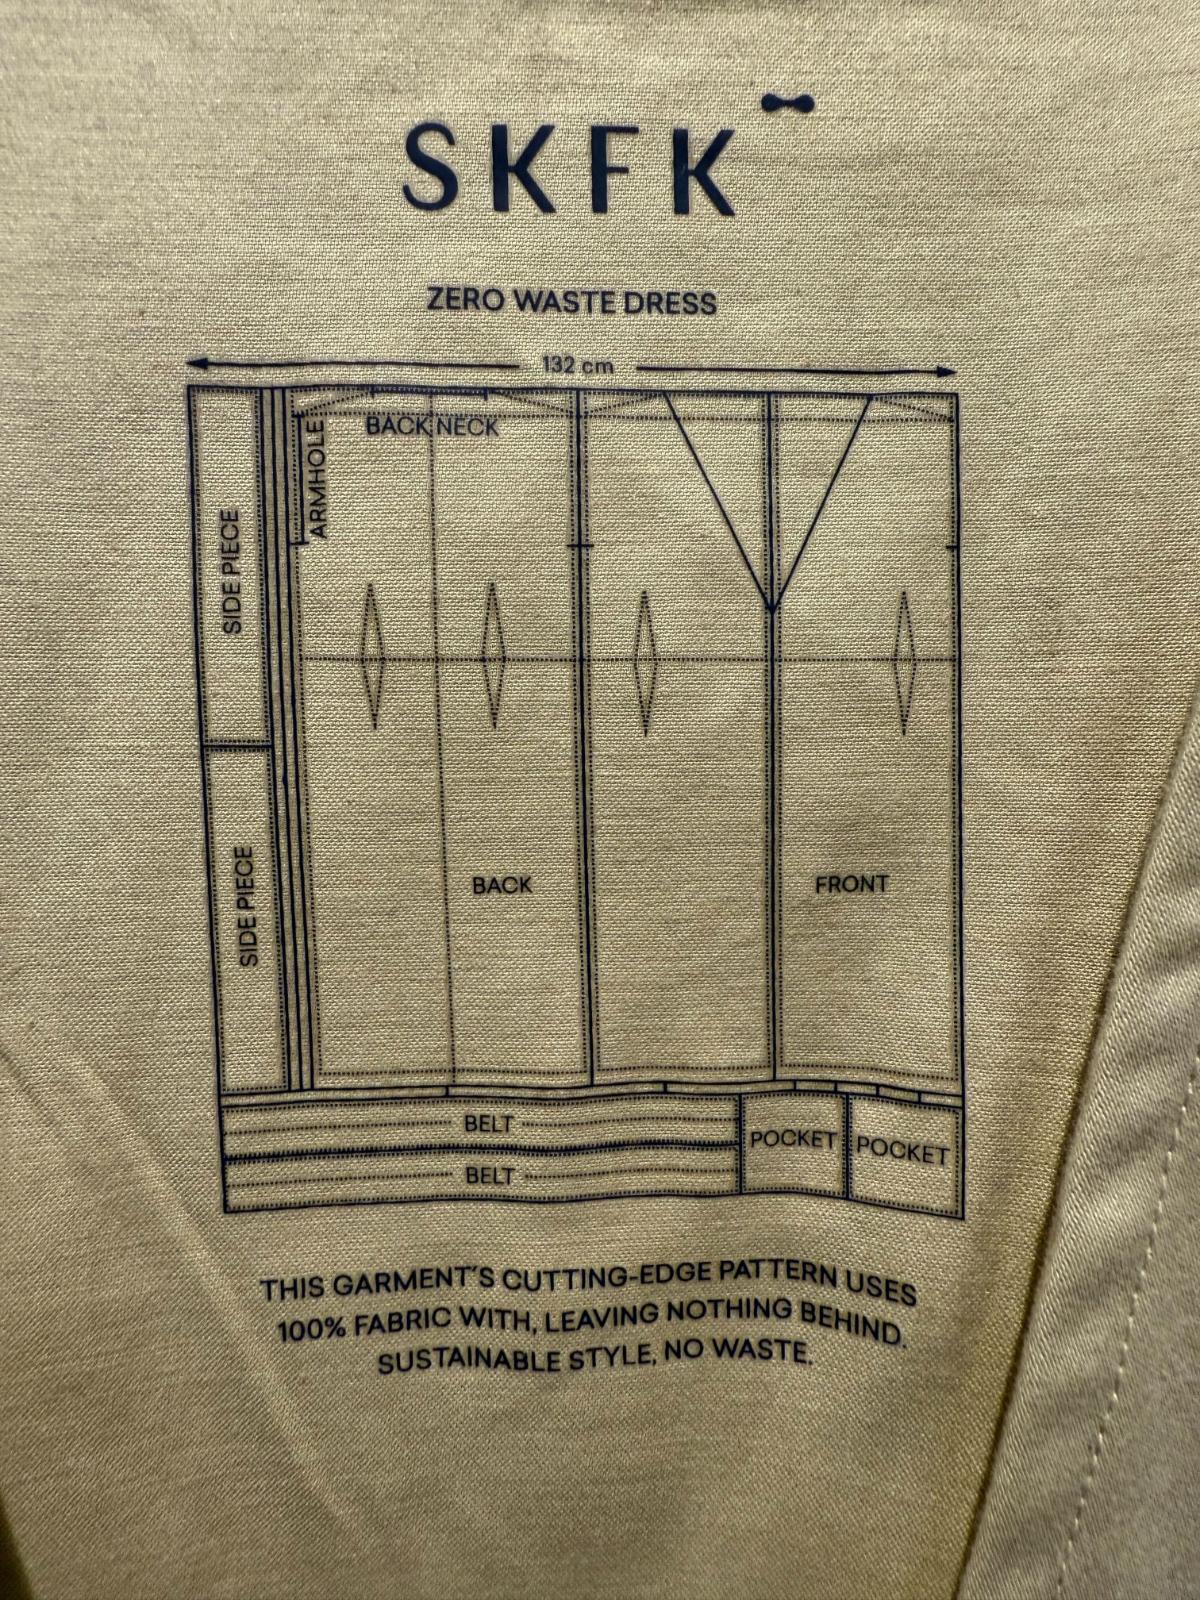 SKFK
ZERO WASTE DRESS
132 cm
BACK NECK
ARMHOLE
SIDE PIECE
SIDE PIECE
BACK
FRONT
BELT
POCKET
POCKET
BELT
THIS GARMENT´S CUTTING-EDGE PATTERN USES
100% FABRIC WITH, LEAVING NOTHING BEHIND.
SUSTAINABLE STYLE, NO WASTE.